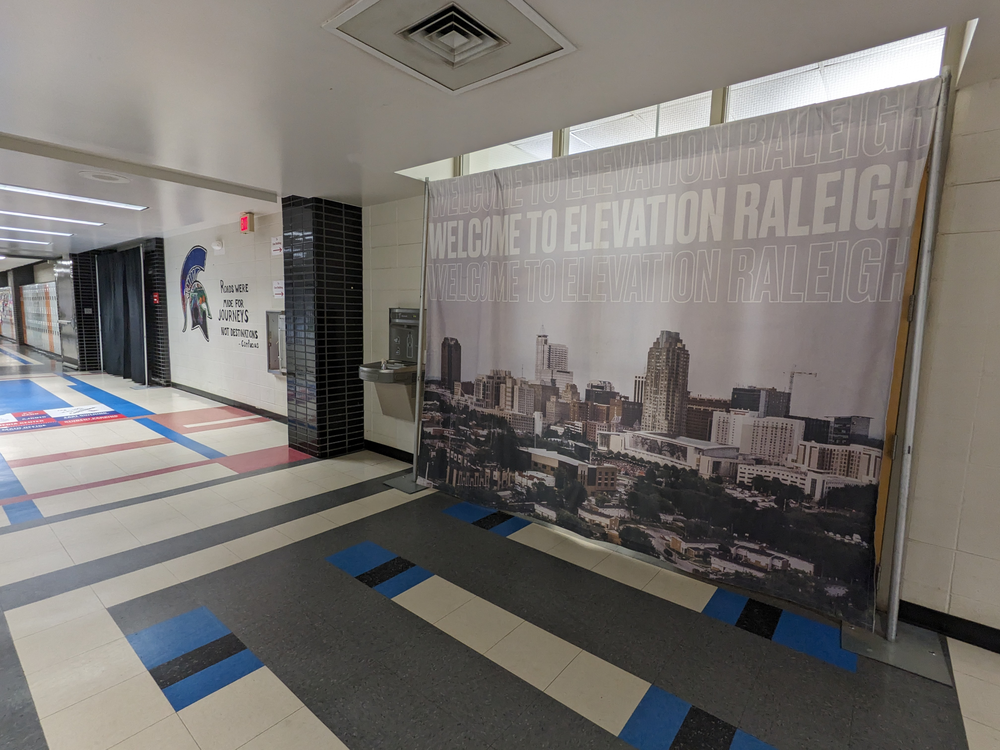 WELCOME TO ELEVATION RALEIGH
WELCOME TO ELEVATION RALEIGH
WELCOME TO ELEVATION RALEIGH
ROADS WERE
MADE FOR
JOURNEYS
NOT DESTINATIONS
- CONFUCIUS
EXIT